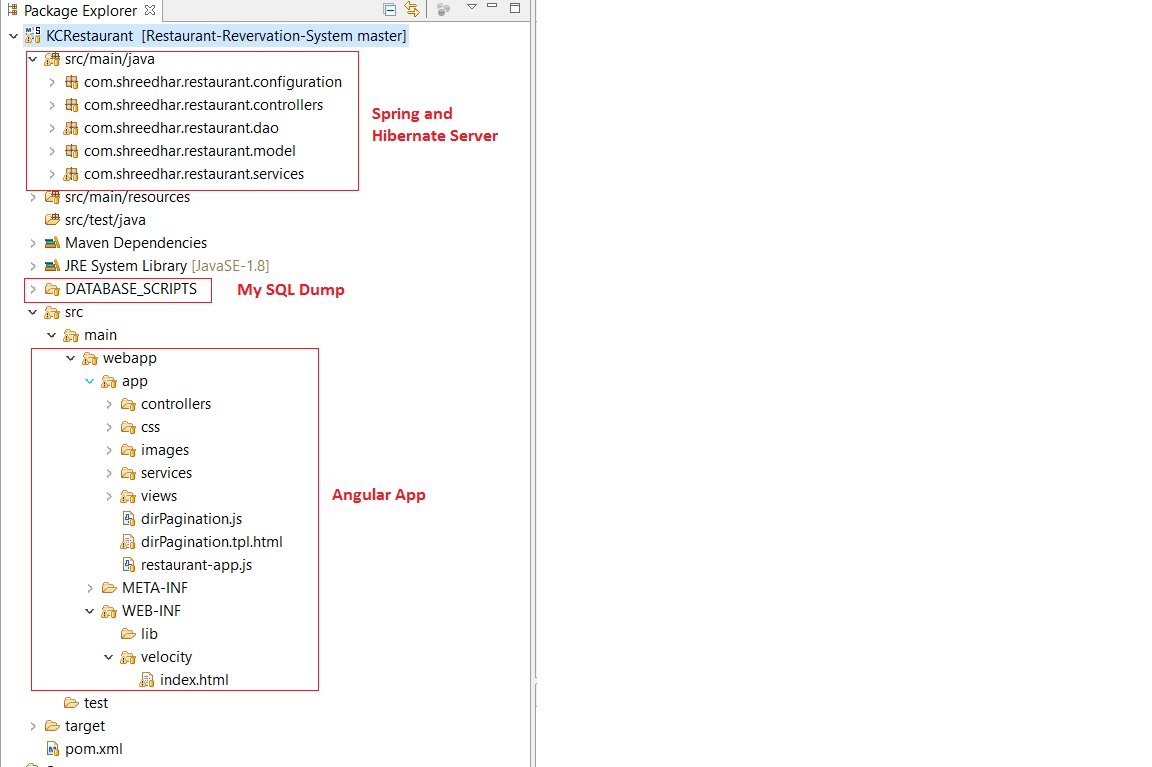 Package Explorer
KCRestaurant [Restaurant-Revervation-System master]
src/main/java
com.shreedhar.restaurant.configuration
com.shreedhar.restaurant.controllers
Spring and
Hibernate Server
com.shreedhar.restaurant.dao
com.shreedhar.restaurant.model
com.shreedhar.restaurant.services
src/main/resources
src/test/java
Maven Dependencies
JRE System Library [JavaSE-1.8]
DATABASE_SCRIPTS My SQL Dump
src
main
webapp
app
controllers
css
images
services
views
Angular App
dirPagination.js
dirPagination.tpl.html
restaurant-app.js
META-INF
WEB-INF
lib
velocity
index.html
test
target
pom.xml